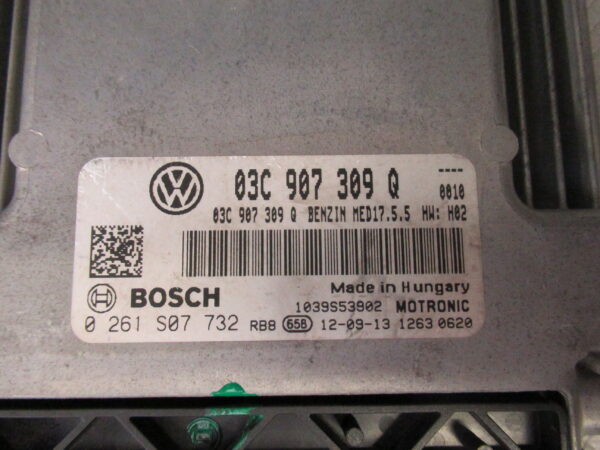 03C 907 309 Q ----
0010
03C 907 309 Q BENZIN MED17.5.5 HW: H02
Made in Hungary
BOSCH 1039S53902 MOTRONIC
0 261 S07 732 RB8 65B 12-09-13 1263 0620